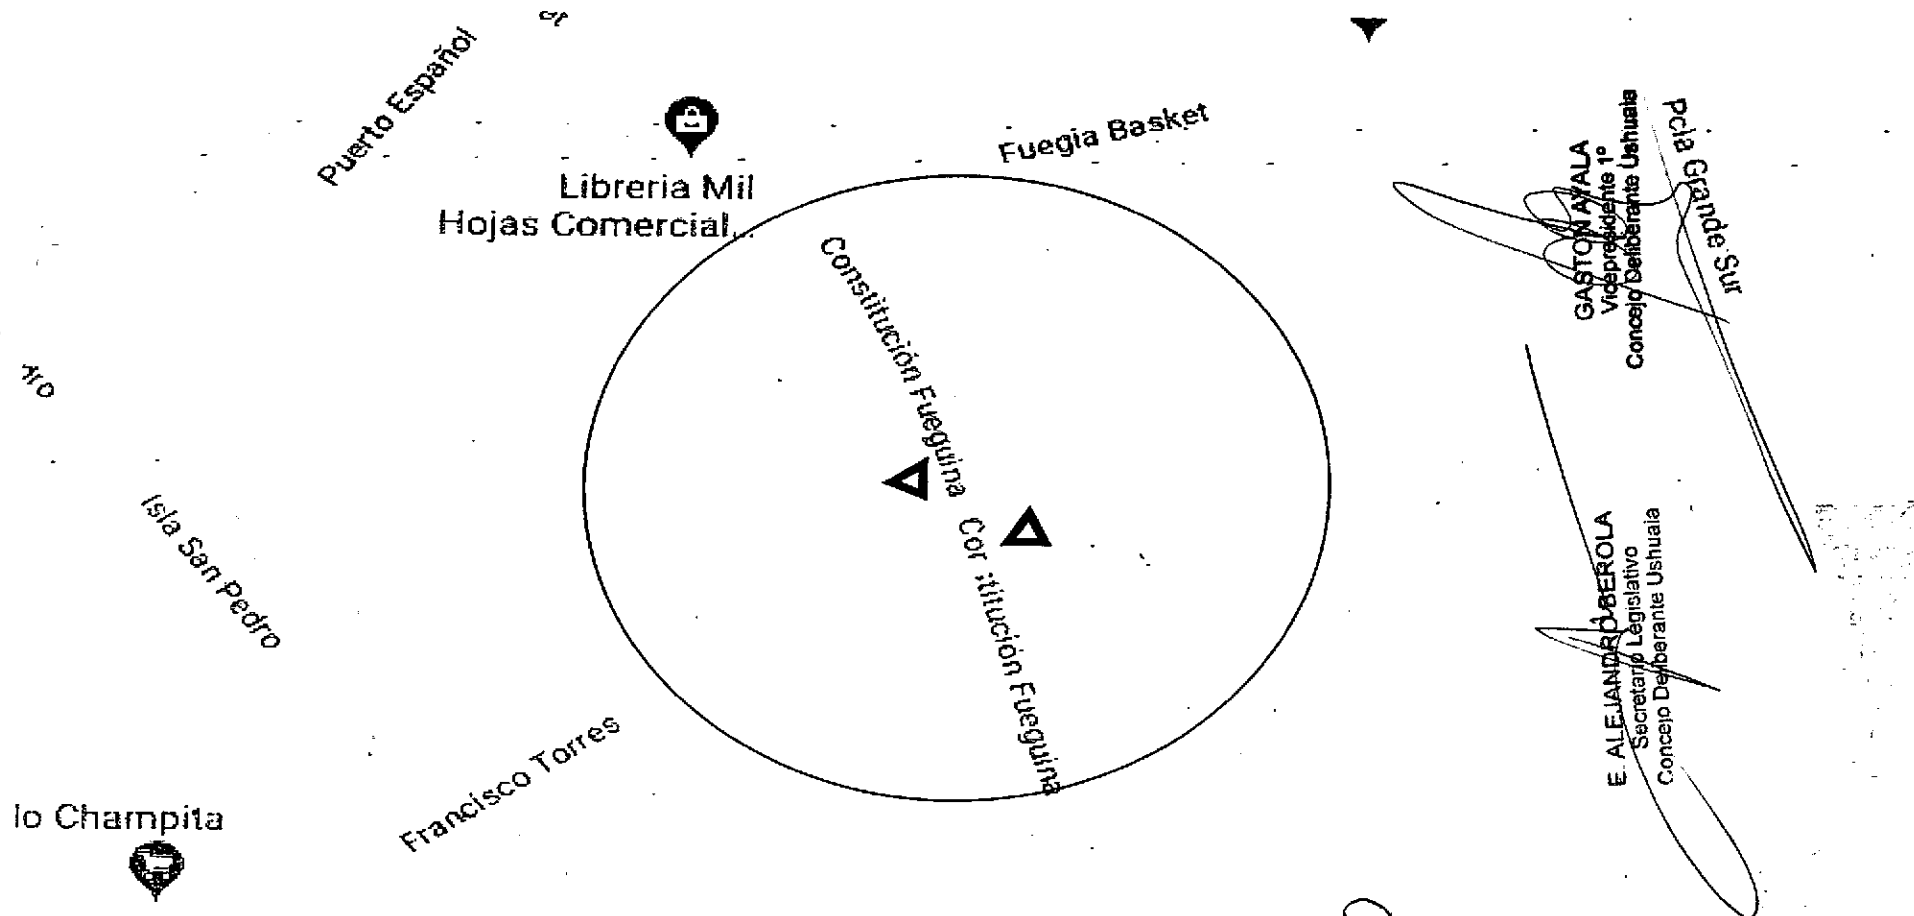 Puerto Español
Fuegia Basket
Libreria Mil
Hojas Comercial...
Constitución Fueguina
Isla San Pedro
Cor stitución Fueguina
Francisco Torres
lo Champita
Pcia Grande Sur
GASTON AYALA
Vicepresidente 1º
Concejo Deliberante Ushuaia
E. ALEJANDRO BEROLA
Secretario Legislativo
Concejo Deliberante Ushuaia